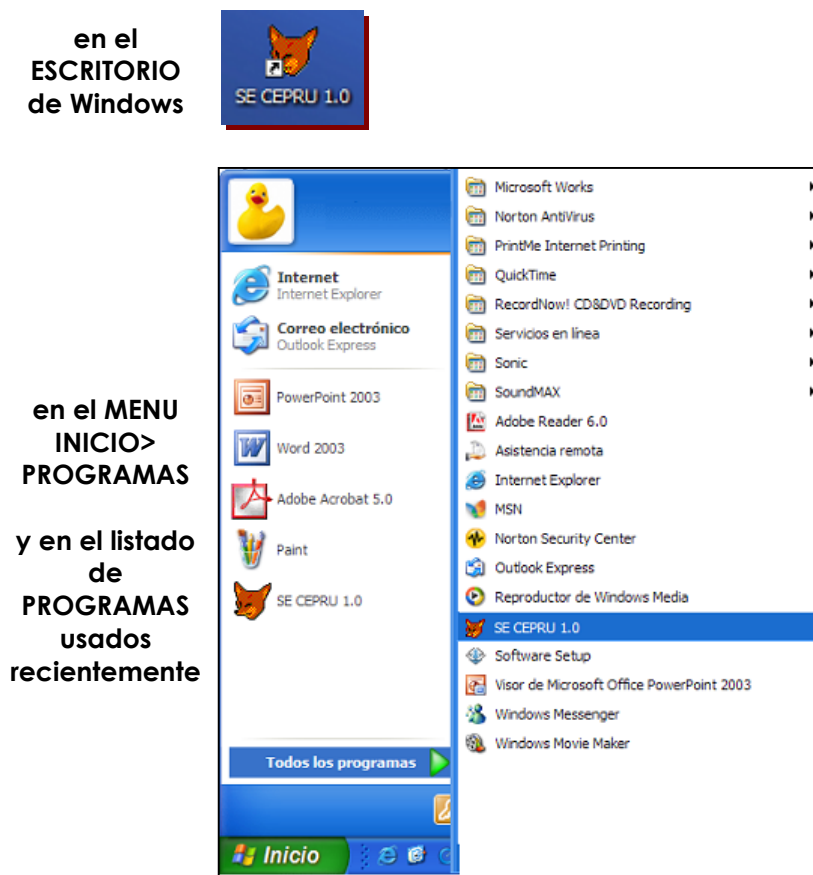 en el
ESCRITORIO
de Windows
SE CEPRU 1.0
en el MENU
INICIO>
PROGRAMAS
y en el listado
de
PROGRAMAS
usados
recientemente
Internet
Internet Explorer
Correo electrónico
Outlook Express
PowerPoint 2003
Word 2003
Adobe Acrobat 5.0
Paint
SE CEPRU 1.0
Todos los programas
Inicio
Microsoft Works
Norton AntiVirus
PrintMe Internet Printing
QuickTime
RecordNow! CD&DVD Recording
Servicios en línea
Sonic
SoundMAX
Adobe Reader 6.0
Asistencia remota
Internet Explorer
MSN
Norton Security Center
Outlook Express
Reproductor de Windows Media
SE CEPRU 1.0
Software Setup
Visor de Microsoft Office PowerPoint 2003
Windows Messenger
Windows Movie Maker